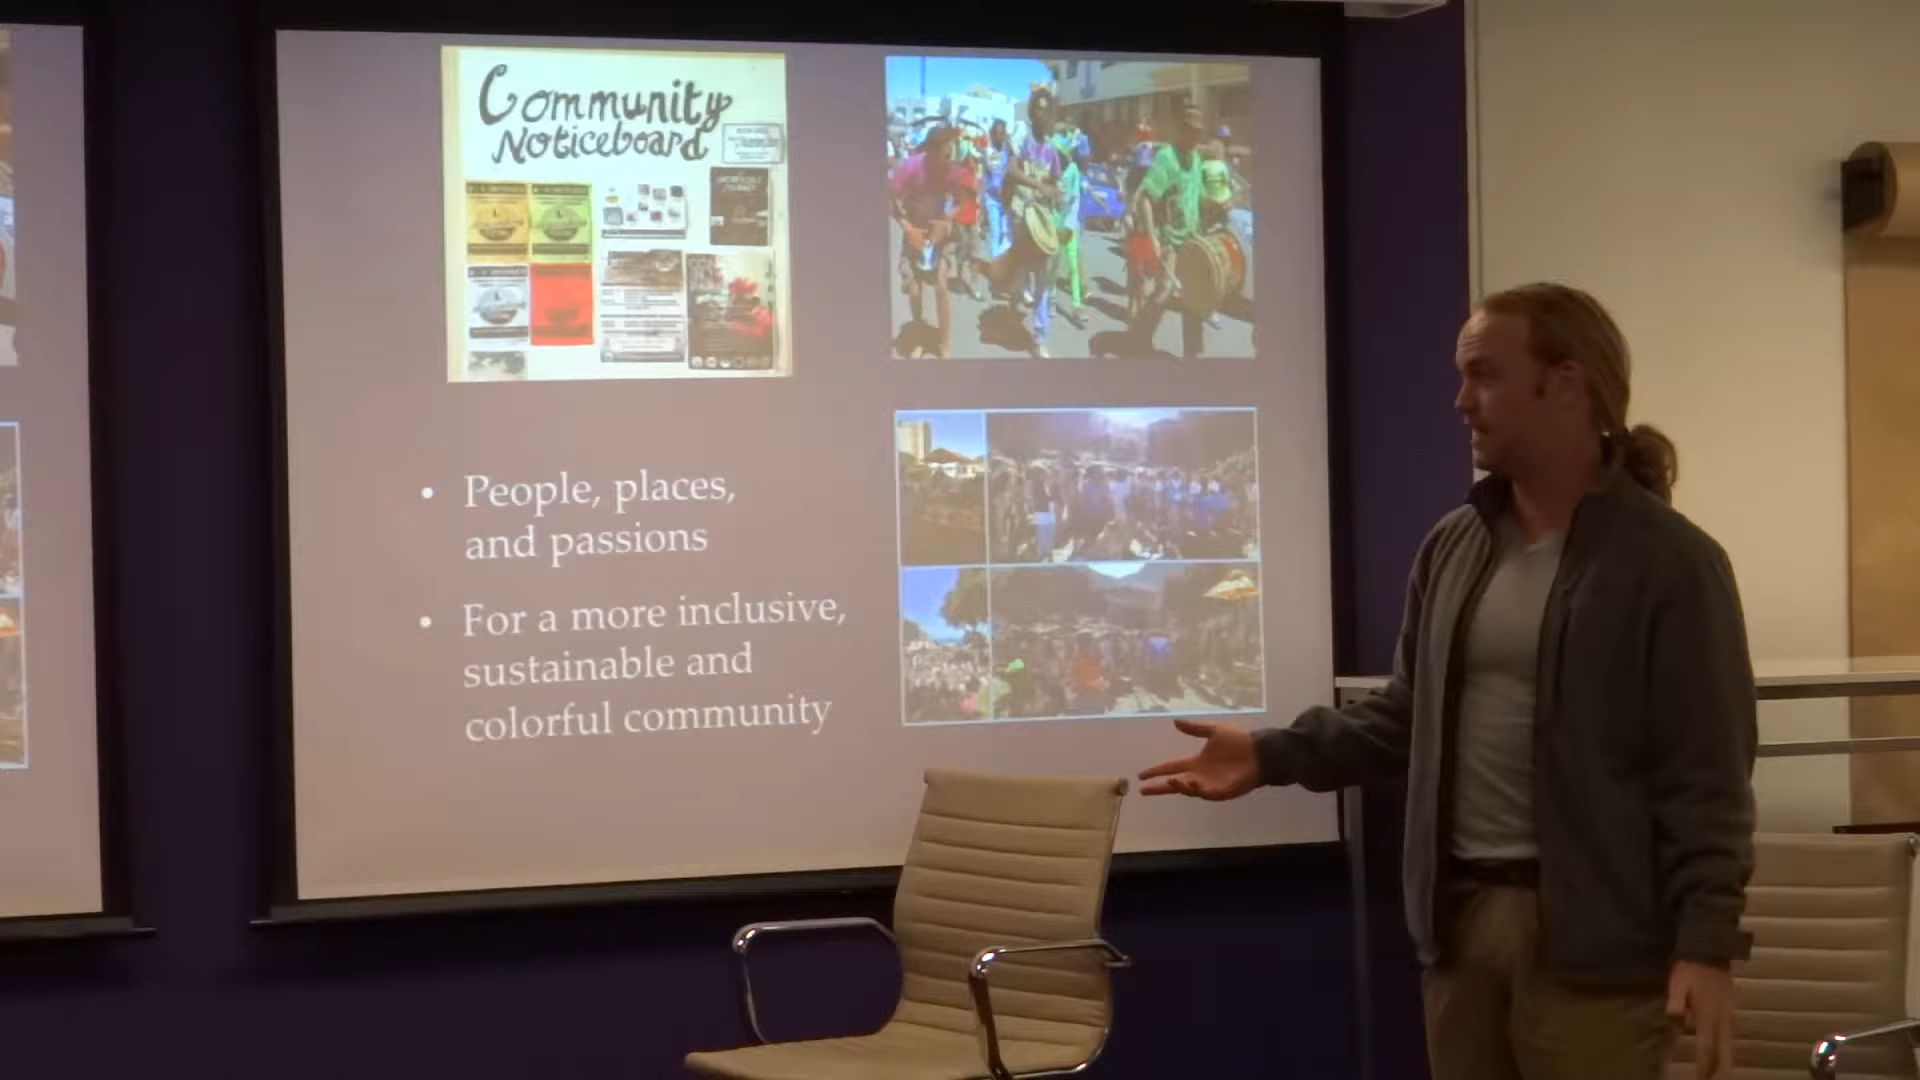 Community
Noticeboard
• People, places,
and passions
• For a more inclusive,
sustainable and
colorful community